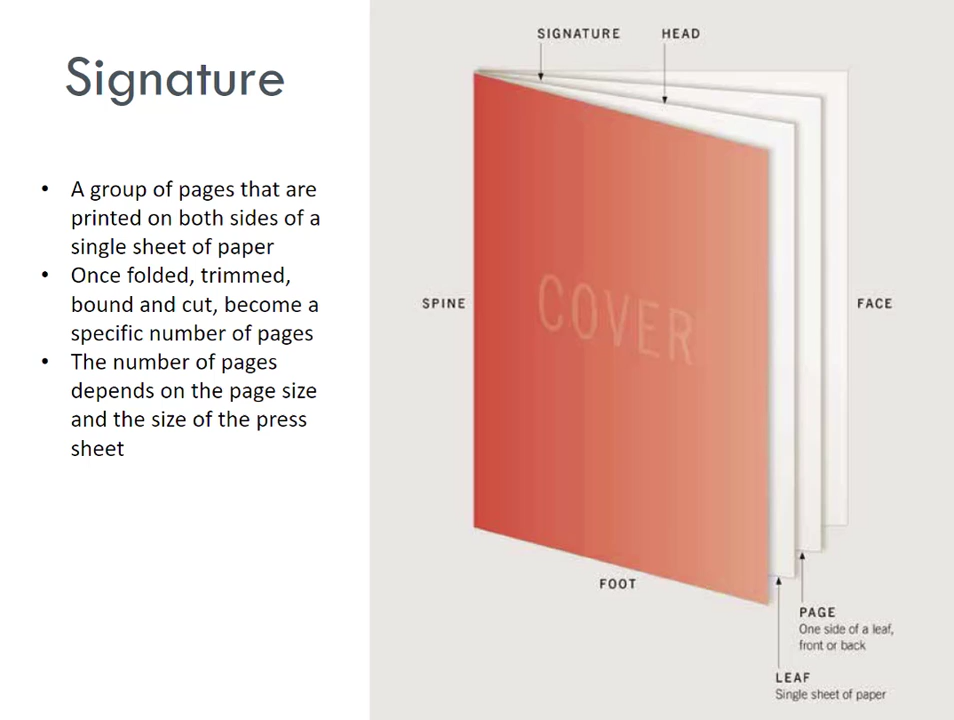 Signature
• A group of pages that are
printed on both sides of a
single sheet of paper
• Once folded, trimmed,
bound and cut, become a
specific number of pages
• The number of pages
depends on the page size
and the size of the press
sheet
SIGNATURE
HEAD
SPINE
COVER
FACE
FOOT
PAGE
One side of a leaf,
front or back
LEAF
Single sheet of paper